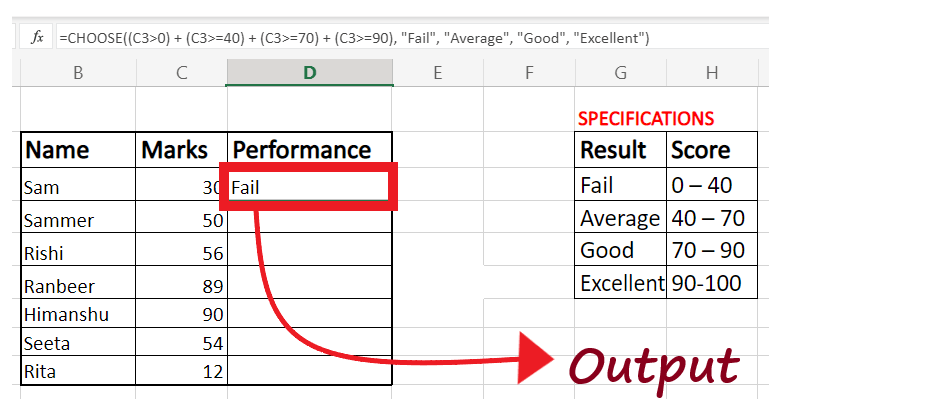 fx =CHOOSE((C3>0) + (C3>=40) + (C3>=70) + (C3>=90), "Fail", "Average", "Good", "Excellent")
B C D E F G H
SPECIFICATIONS
Name Marks Performance Result Score
Sam 30 Fail Fail 0 – 40
Sammer 50 Average 40 – 70
Rishi 56 Good 70 – 90
Ranbeer 89 Excellent 90-100
Himanshu 90
Seeta 54
Rita 12
Output